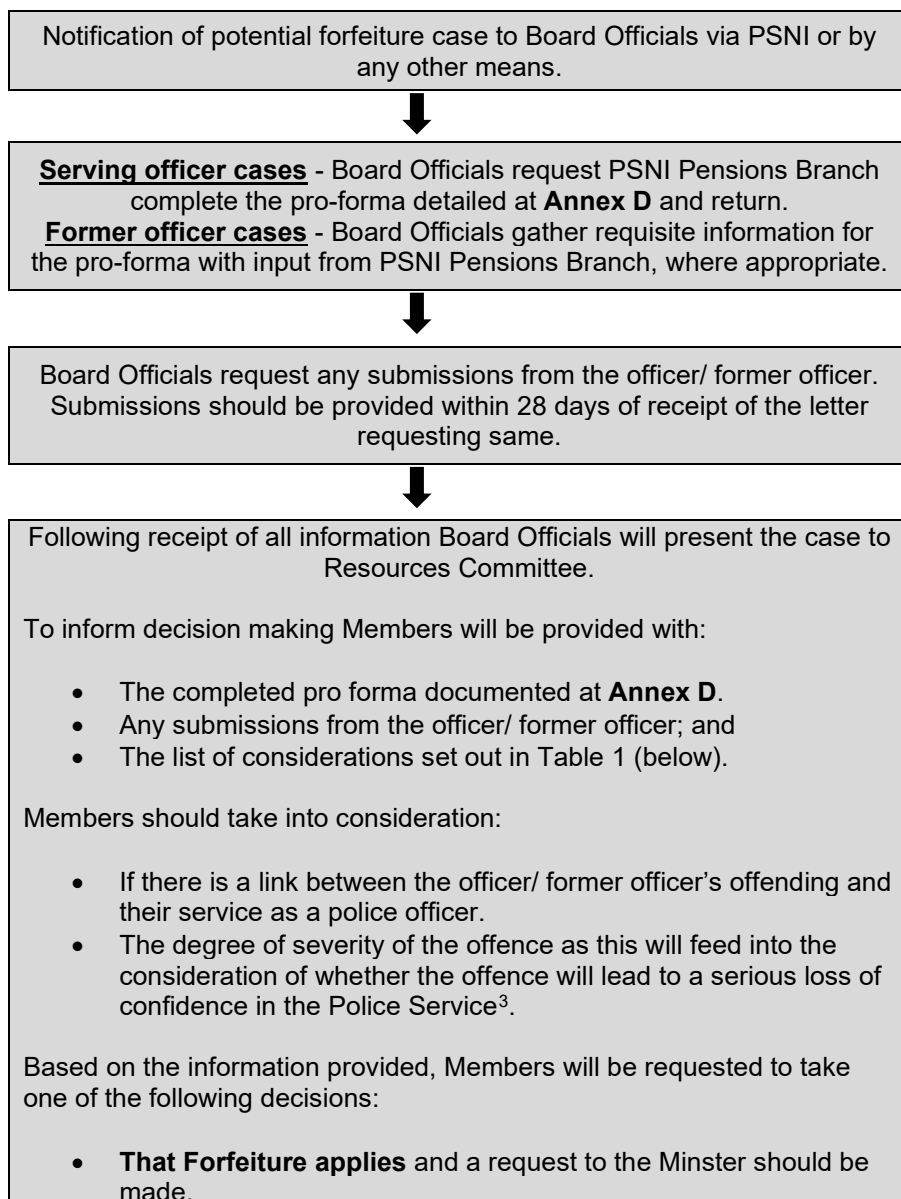 Notification of potential forfeiture case to Board Officials via PSNI or by
any other means.
Serving officer cases - Board Officials request PSNI Pensions Branch
complete the pro-forma detailed at Annex D and return.
Former officer cases - Board Officials gather requisite information for
the pro-forma with input from PSNI Pensions Branch, where appropriate.
Board Officials request any submissions from the officer/ former officer.
Submissions should be provided within 28 days of receipt of the letter
requesting same.
Following receipt of all information Board Officials will present the case to
Resources Committee.
To inform decision making Members will be provided with:
• The completed pro forma documented at Annex D.
• Any submissions from the officer/ former officer; and
• The list of considerations set out in Table 1 (below).
Members should take into consideration:
• If there is a link between the officer/ former officer’s offending and
their service as a police officer.
• The degree of severity of the offence as this will feed into the
consideration of whether the offence will lead to a serious loss of
confidence in the Police Service³.
Based on the information provided, Members will be requested to take
one of the following decisions:
• That Forfeiture applies and a request to the Minster should be
made.